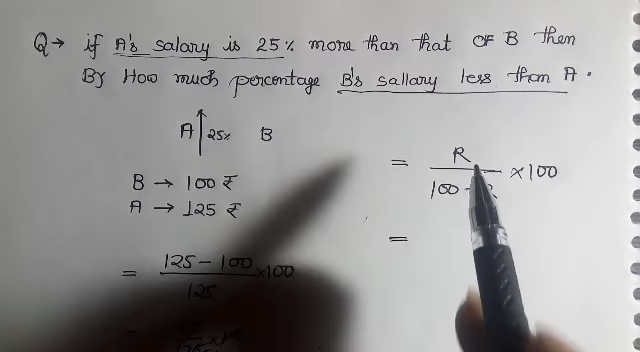 Q→ if A's salary is 25% more than that OF B then
By How much percentage B's sallary less than A.
A ↑ 25% B
B → 100 ₹
A → 125 ₹
= 125 - 100 / 125 × 100
=
= R / 100 - × 100
=